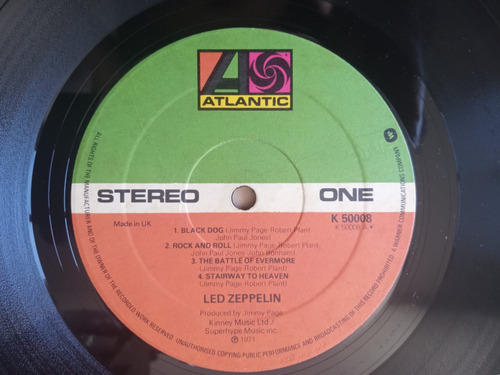 ATLANTIC
STEREO
ONE
Made in UK
K 50008
K 50008 A
1. BLACK DOG (Jimmy Page Robert Plant
John Paul Jones)
2. ROCK AND ROLL (Jimmy Page Robert Plant,
John Paul Jones John Bonham)
3. THE BATTLE OF EVERMORE
(Jimmy Page Robert Plant)
4. STAIRWAY TO HEAVEN
(Jimmy Page Robert Plant)
LED ZEPPELIN
Produced by Jimmy Page
Kinney Music Ltd./
Superhype Music Inc.
℗ 1971
ALL RIGHTS OF THE MANUFACTURER AND OF THE OWNER OF THE RECORDED WORK RESERVED. UNAUTHORISED COPYING PUBLIC PERFORMANCE AND BROADCASTING OF THIS RECORD PROHIBITED. A WARNER COMMUNICATIONS COMPANY